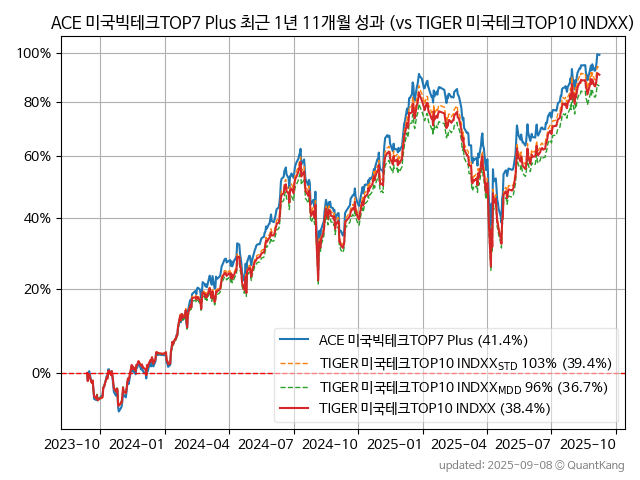 ACE 미국빅테크TOP7 Plus 최근 1년 11개월 성과 (vs TIGER 미국테크TOP10 INDXX)
100%
80%
60%
40%
20%
0%
ACE 미국빅테크TOP7 Plus (41.4%)
TIGER 미국테크TOP10 INDXX_STD 103% (39.4%)
TIGER 미국테크TOP10 INDXX_MDD 96% (36.7%)
TIGER 미국테크TOP10 INDXX (38.4%)
2023-10 2024-01 2024-04 2024-07 2024-10 2025-01 2025-04 2025-07 2025-10
updated: 2025-09-08 © QuantKang